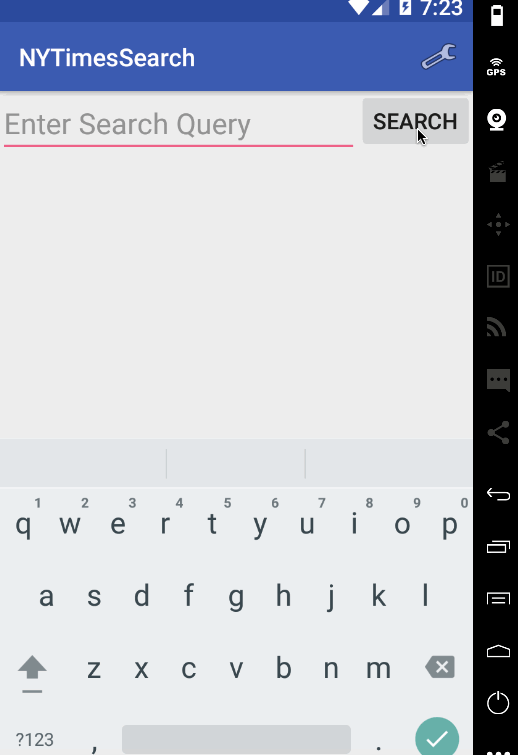 7:23
NYTimesSearch
GPS
Enter Search Query
SEARCH
ID
1 2 3 4 5 6 7 8 9 0
q w e r t y u i o p
a s d f g h j k l
z x c v b n m
?123 , .